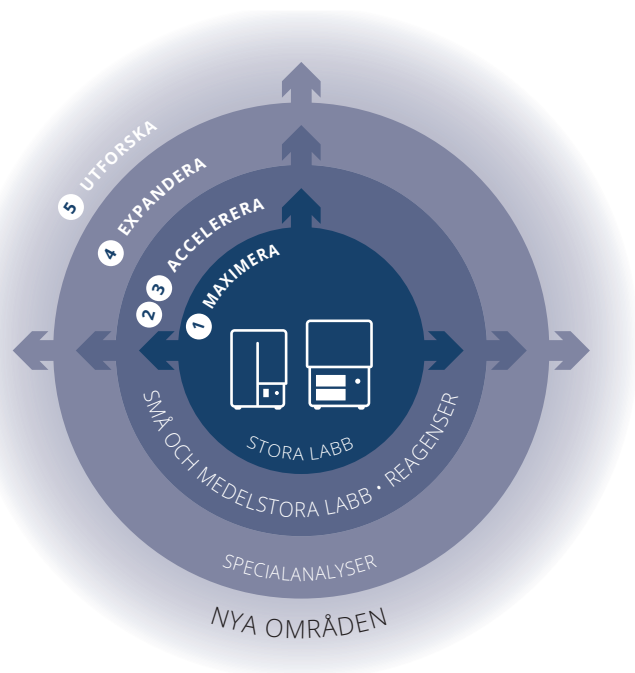 5 UTFORSKA
4 EXPANDERA
2 3 ACCELERERA
1 MAXIMERA
STORA LABB
SMÅ OCH MEDELSTORA LABB • REAGENSER
SPECIALANALYSER
NYA OMRÅDEN